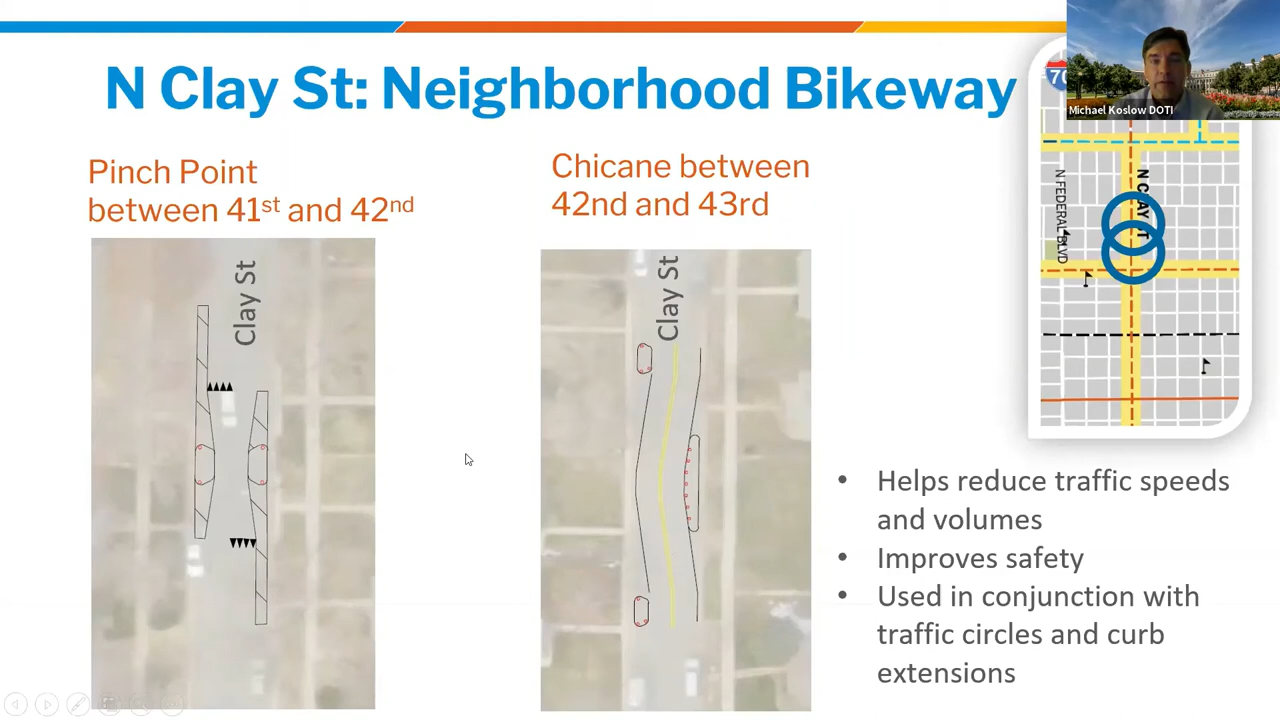 N Clay St: Neighborhood Bikeway
Michael Koslow DOTI
Pinch Point
between 41st and 42nd
Chicane between
42nd and 43rd
Clay St
Clay St
70
N FEDERAL BLVD
N CLAY ST
• Helps reduce traffic speeds
and volumes
• Improves safety
• Used in conjunction with
traffic circles and curb
extensions